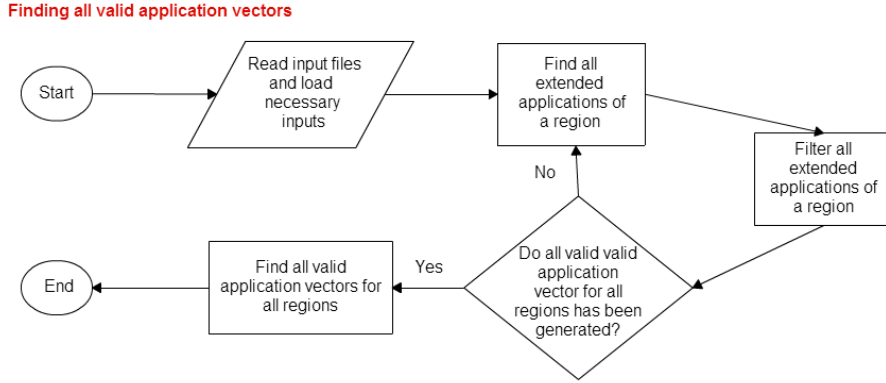 Finding all valid application vectors
Start
Read input files
and load
necessary
inputs
Find all
extended
applications of
a region
Filter all
extended
applications of
a region
No
Do all valid valid
application
vector for all
regions has been
generated?
Yes
Find all valid
application vectors for
all regions
End